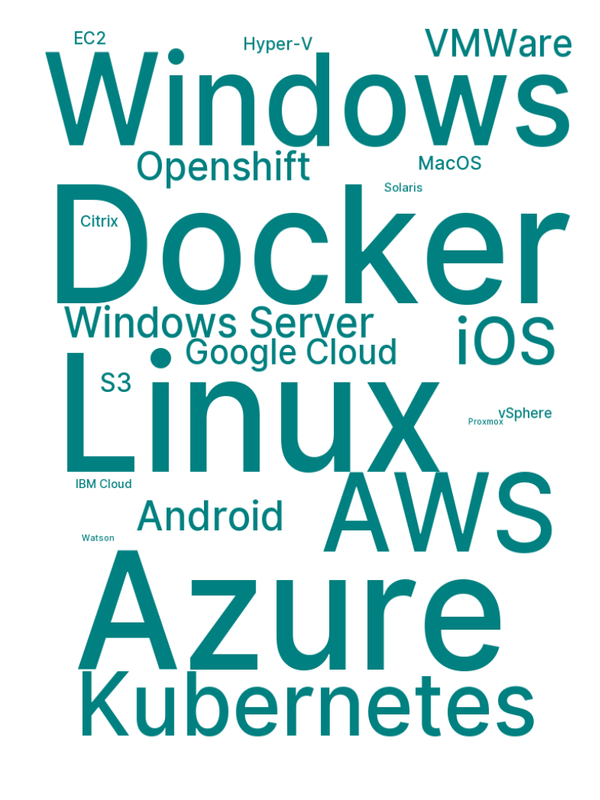 EC2
Hyper-V
VMWare
Windows
Openshift
MacOS
Solaris
Docker
Citrix
Windows Server
iOS
Google Cloud
Linux
S3
vSphere
Proxmox
IBM Cloud
AWS
Android
Watson
Azure
Kubernetes